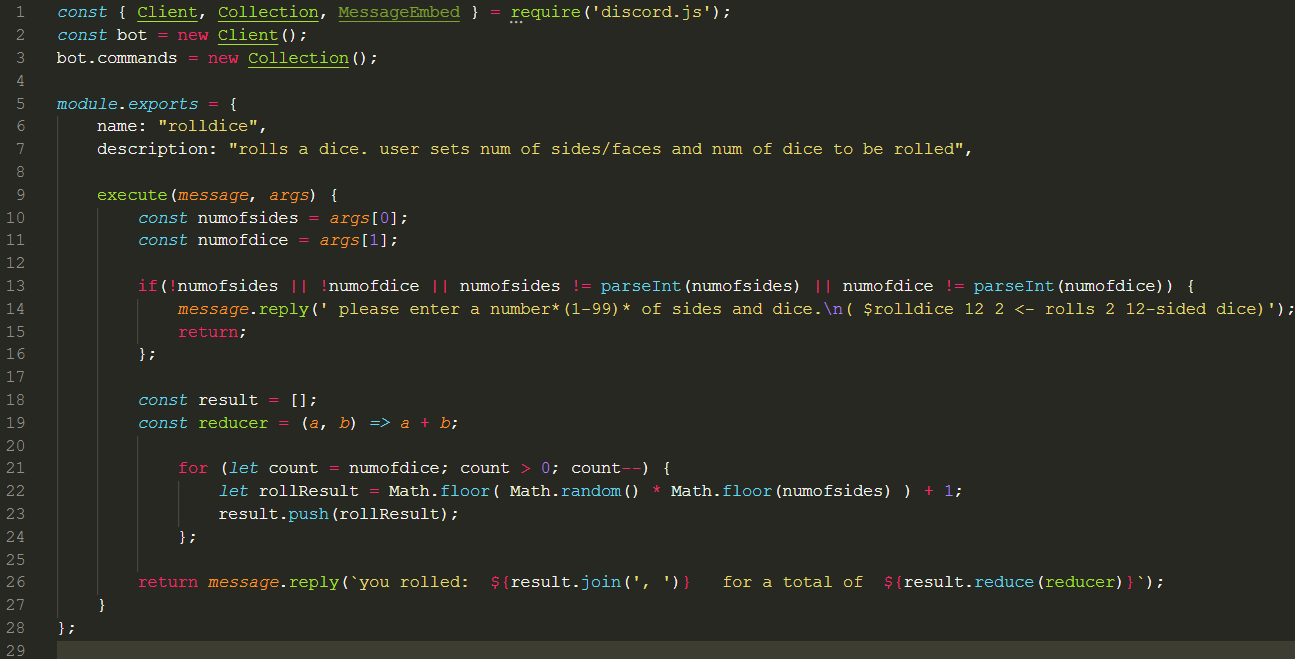 1 const { Client, Collection, MessageEmbed } = require('discord.js');
2 const bot = new Client();
3 bot.commands = new Collection();
4
5 module.exports = {
6     name: "rolldice",
7     description: "rolls a dice. user sets num of sides/faces and num of dice to be rolled",
8
9     execute(message, args) {
10         const numofsides = args[0];
11         const numofdice = args[1];
12
13         if(!numofsides || !numofdice || numofsides != parseInt(numofsides) || numofdice != parseInt(numofdice)) {
14             message.reply(' please enter a number*(1-99)* of sides and dice.\n( $rolldice 12 2 <- rolls 2 12-sided dice)');
15             return;
16         };
17
18         const result = [];
19         const reducer = (a, b) => a + b;
20
21             for (let count = numofdice; count > 0; count--) {
22                 let rollResult = Math.floor( Math.random() * Math.floor(numofsides) ) + 1;
23                 result.push(rollResult);
24             };
25
26         return message.reply(`you rolled:  ${result.join(', ')}   for a total of  ${result.reduce(reducer)}`);
27     }
28 };
29